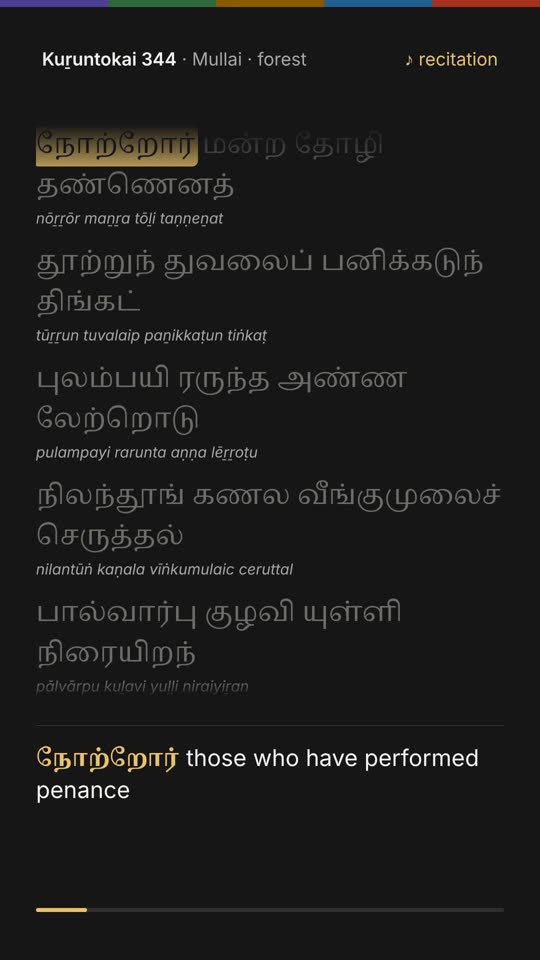 Kuṟuntokai 344 · Mullai · forest
♪ recitation
நோற்றோர் மன்ற தோழி
தண்ணெனத்
nōṟṟōr maṉṟa tōḻi taṇṇeṉat
தூற்றுந் துவலைப் பனிக்கடுந்
திங்கட்
tūṟṟun tuvalaip paṉikkaṭun tiṅkaṭ
புலம்பயி ரருந்த அண்ண
லேற்றொடு
pulampayi rarunta aṇṇa lēṟṟoṭu
நிலந்தூங் கணல வீங்குமுலைச்
செருத்தல்
nilantūṅ kaṇala vīṅkumulaic ceruttal
பால்வார்பு குழவி யுள்ளி
நிரையிறந்
pālvārpu kuḻavi yuḷḷi niraiyiṟan
நோற்றோர் those who have performed
penance